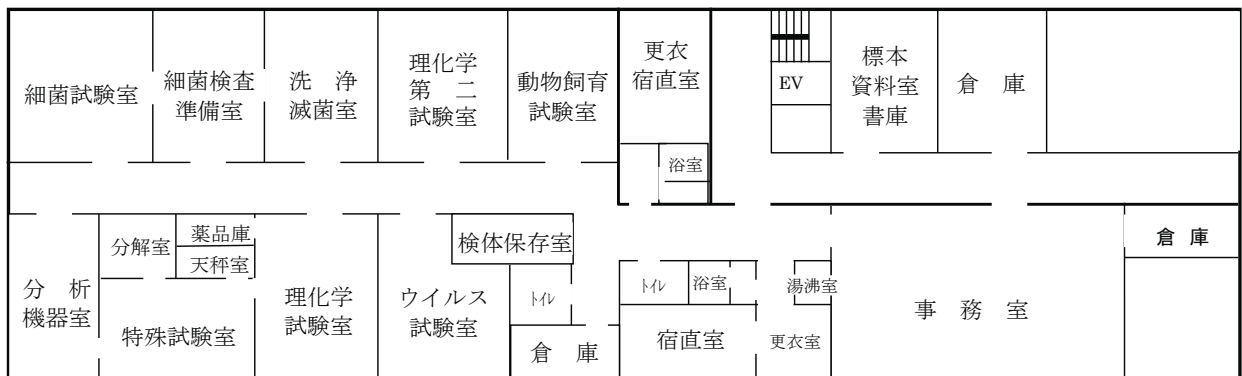 細菌試験室
細菌検査
準備室
洗 浄
滅菌室
理化学
第 二
試験室
動物飼育
試験室
更衣
宿直室
浴室
EV
標本
資料室
書庫
倉 庫
分 析
機器室
分解室
薬品庫
天秤室
特殊試験室
理化学
試験室
ウイルス
試験室
検体保存室
ﾄｲﾚ
倉 庫
ﾄｲﾚ
浴室
宿直室
湯沸室
更衣室
事 務 室
倉 庫